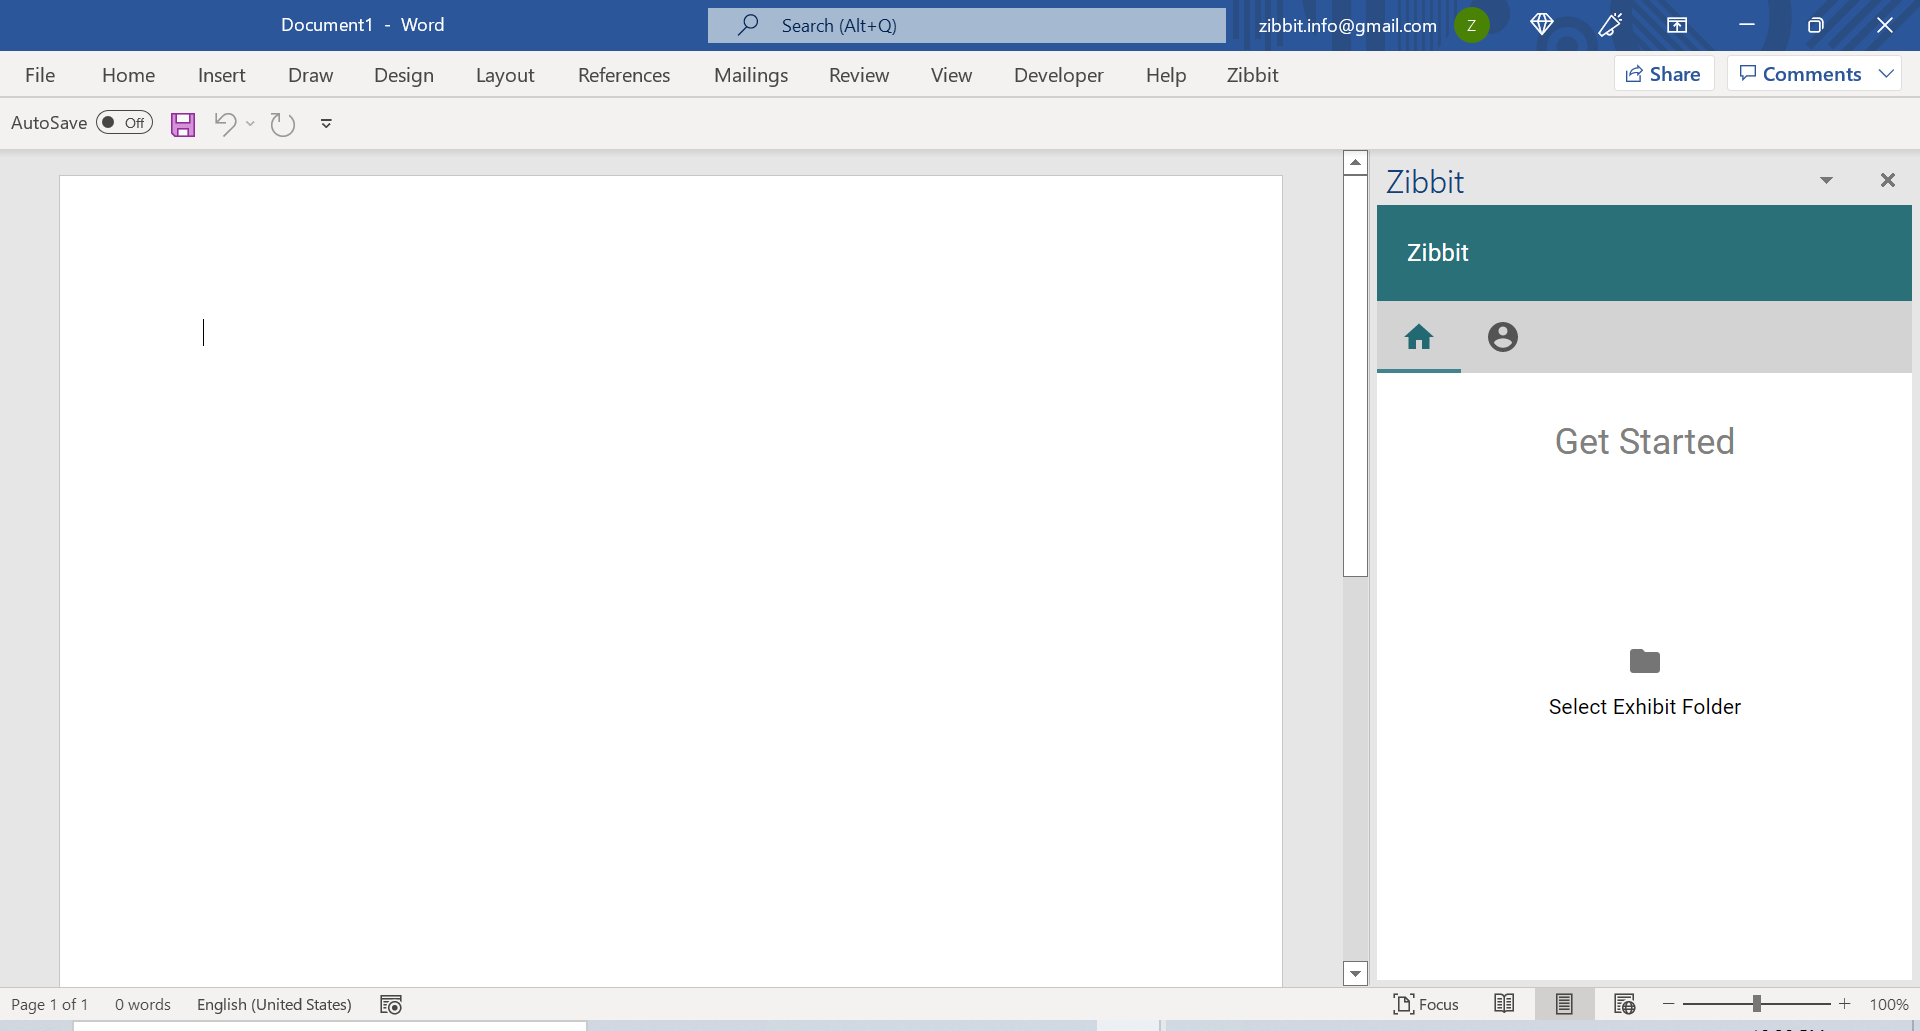 Document1 - Word
Search (Alt+Q)
zibbit.info@gmail.com
Z
File Home Insert Draw Design Layout References Mailings Review View Developer Help Zibbit
Share
Comments
AutoSave Off
Zibbit
Zibbit
Get Started
Select Exhibit Folder
Page 1 of 1 0 words English (United States)
Focus
100%